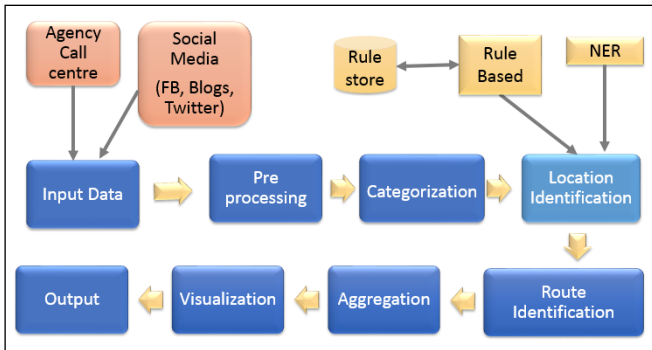 Agency
Call
centre
Social
Media
(FB, Blogs,
Twitter)
Rule
store
Rule
Based
NER
Input Data
Pre
processing
Categorization
Location
Identification
Output
Visualization
Aggregation
Route
Identification